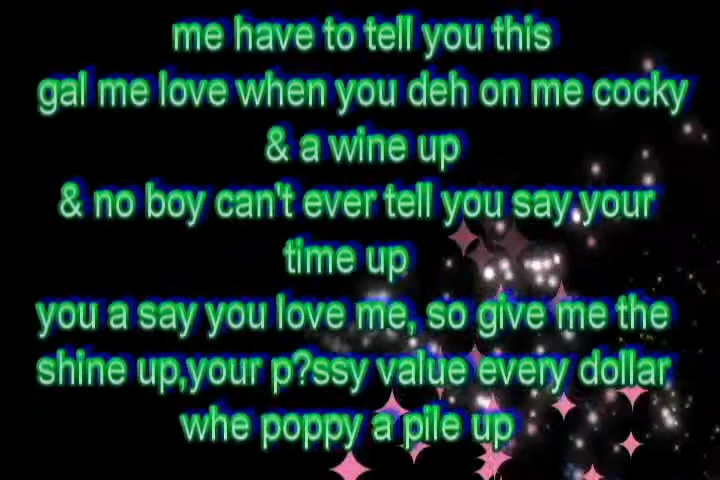 me have to tell you this
gal me love when you deh on me cocky
& a wine up
& no boy can't ever tell you say,your
time up
you a say you love me, so give me the
shine up,your p?ssy value every dollar
whe poppy a pile up